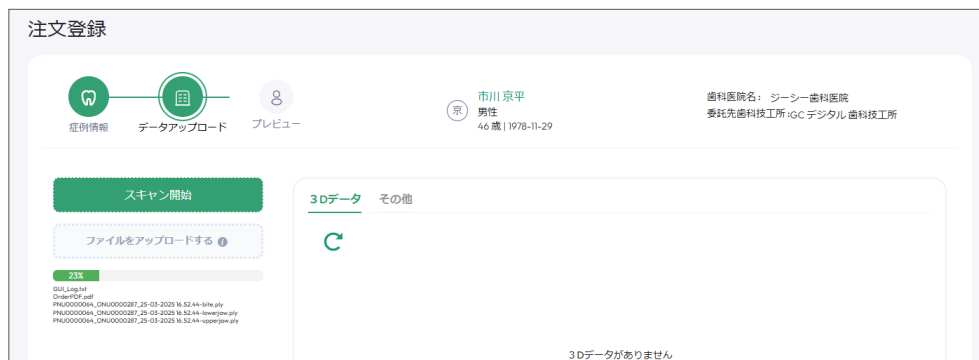 注文登録
症例情報
データアップロード
プレビュー
京
市川 京平
男性
46 歳 | 1978-11-29
歯科医院名： ジーシー歯科医院
委託先歯科技工所 :GC デジタル 歯科技工所
スキャン開始
ファイルをアップロードする
23%
GUI_Log.txt
OrderPDF.pdf
PNU0000064_ONU0000287_25-03-2025 16.52.44-bite.ply
PNU0000064_ONU0000287_25-03-2025 16.52.44-lowerjaw.ply
PNU0000064_ONU0000287_25-03-2025 16.52.44-upperjaw.ply
３Dデータ その他
３Dデータがありません